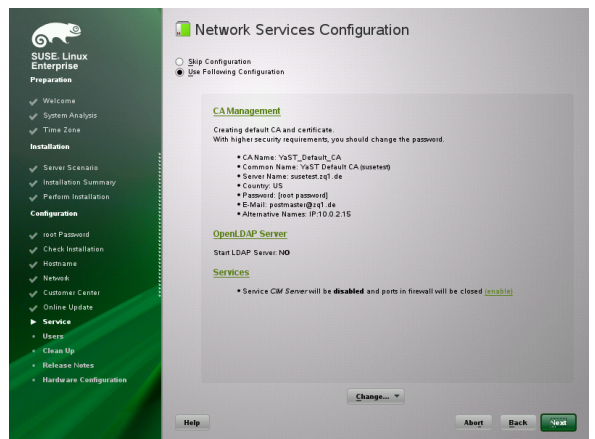 SUSE Linux
Enterprise
Preparation
Welcome
System Analysis
Time Zone
Installation
Server Scenario
Installation Summary
Perform Installation
Configuration
root Password
Check Installation
Hostname
Network
Customer Center
Online Update
Service
Users
Clean Up
Release Notes
Hardware Configuration
Network Services Configuration
Skip Configuration
Use Following Configuration
CA Management
Creating default CA and certificate.
With higher security requirements, you should change the password.
• CA Name: YaST_Default_CA
• Common Name: YaST Default CA (susetest)
• Server Name: susetest.zq1.de
• Country: US
• Password: [root password]
• E-Mail: postmaster@zq1.de
• Alternative Names: IP:10.0.2.15
OpenLDAP Server
Start LDAP Server: NO
Services
• Service CIM Server will be disabled and ports in firewall will be closed (enable)
Change...
Help
Abort
Back
Next